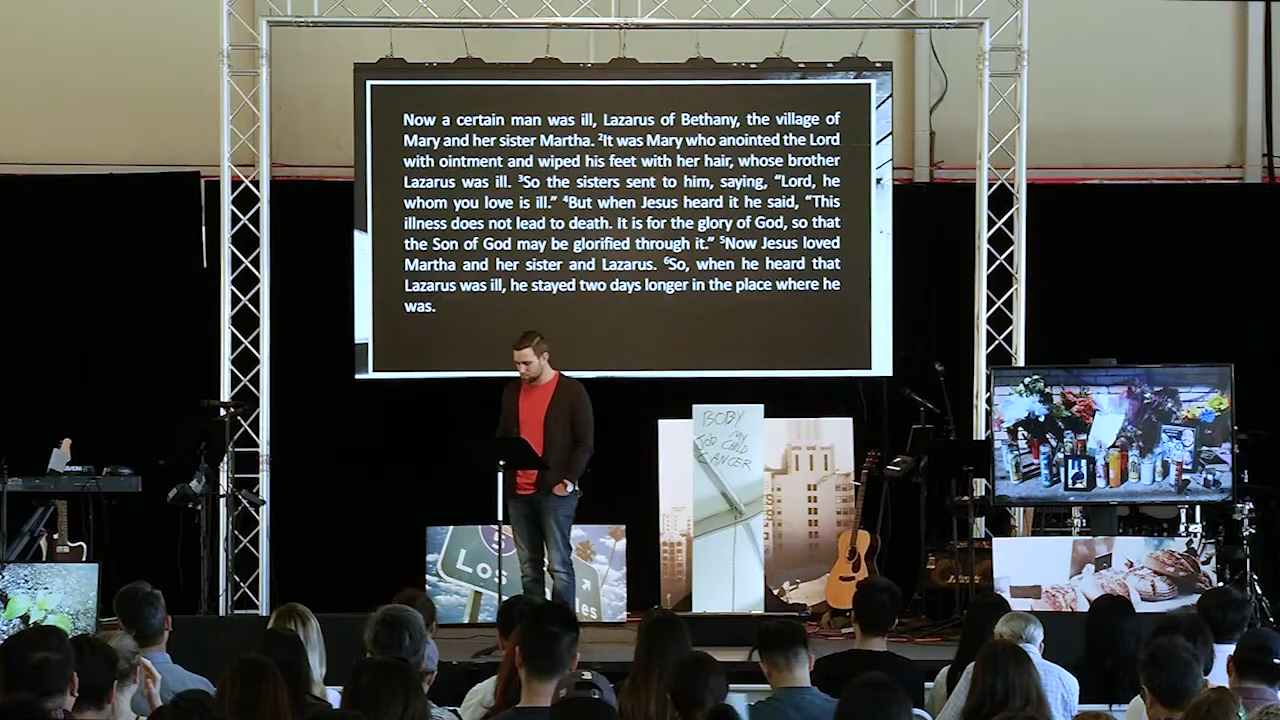 Now a certain man was ill, Lazarus of Bethany, the village of
Mary and her sister Martha. ²It was Mary who anointed the Lord
with ointment and wiped his feet with her hair, whose brother
Lazarus was ill. ³So the sisters sent to him, saying, “Lord, he
whom you love is ill.” ⁴But when Jesus heard it he said, “This
illness does not lead to death. It is for the glory of God, so that
the Son of God may be glorified through it.” ⁵Now Jesus loved
Martha and her sister and Lazarus. ⁶So, when he heard that
Lazarus was ill, he stayed two days longer in the place where he
was.
MY
JOB COLD
CANCER
Los
les